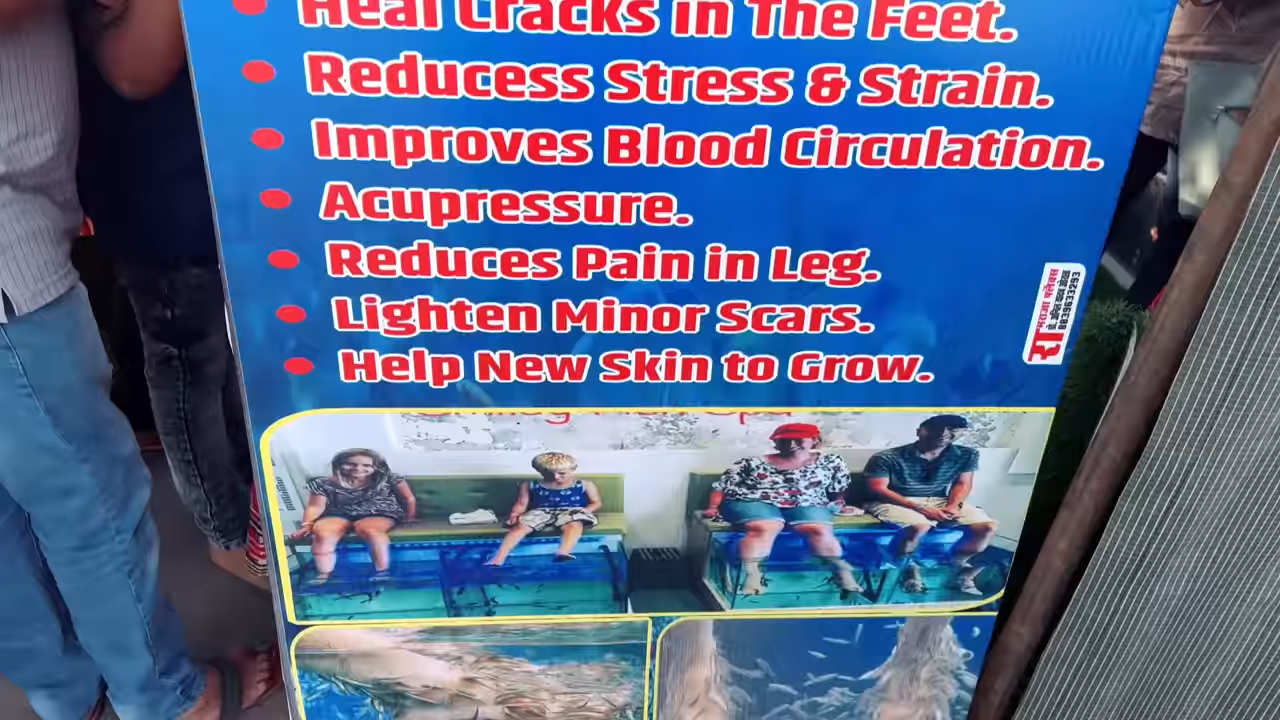 Heal Cracks in The Feet.
Reducess Stress & Strain.
Improves Blood Circulation.
Acupressure.
Reduces Pain in Leg.
Lighten Minor Scars.
Help New Skin to Grow.